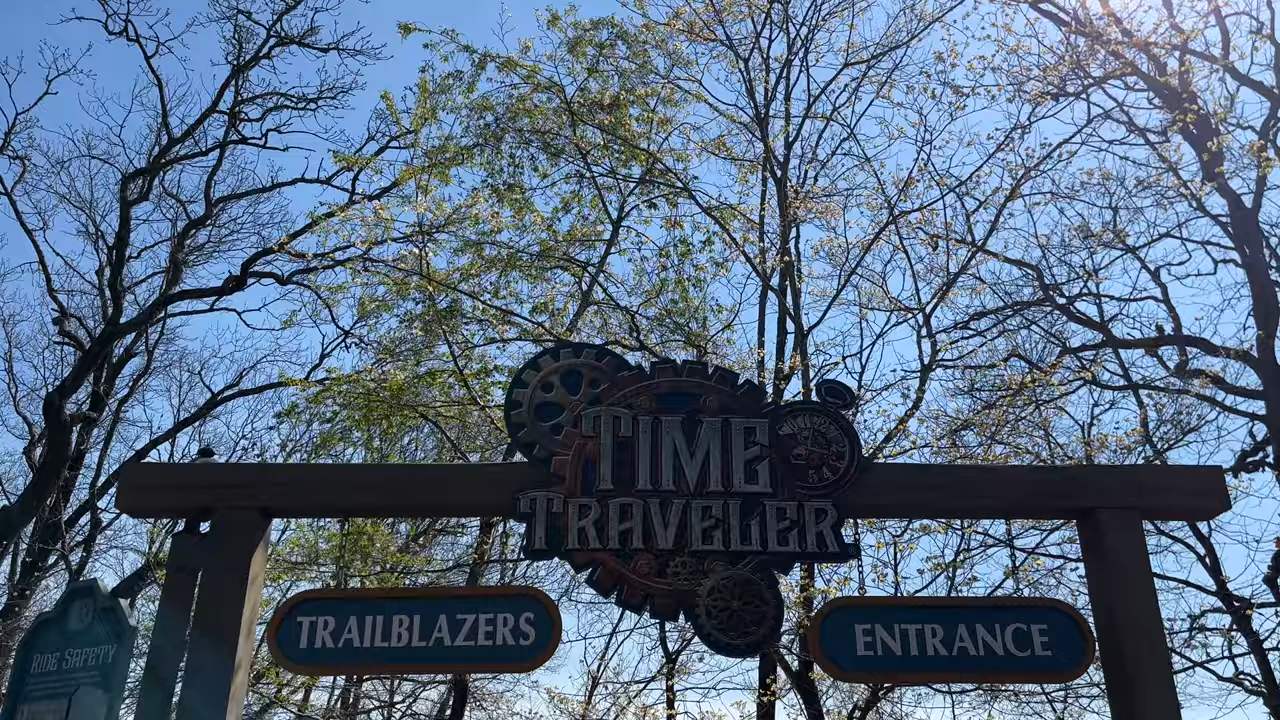 TIME
TRAVELER
TRAILBLAZERS
ENTRANCE
RIDE SAFETY